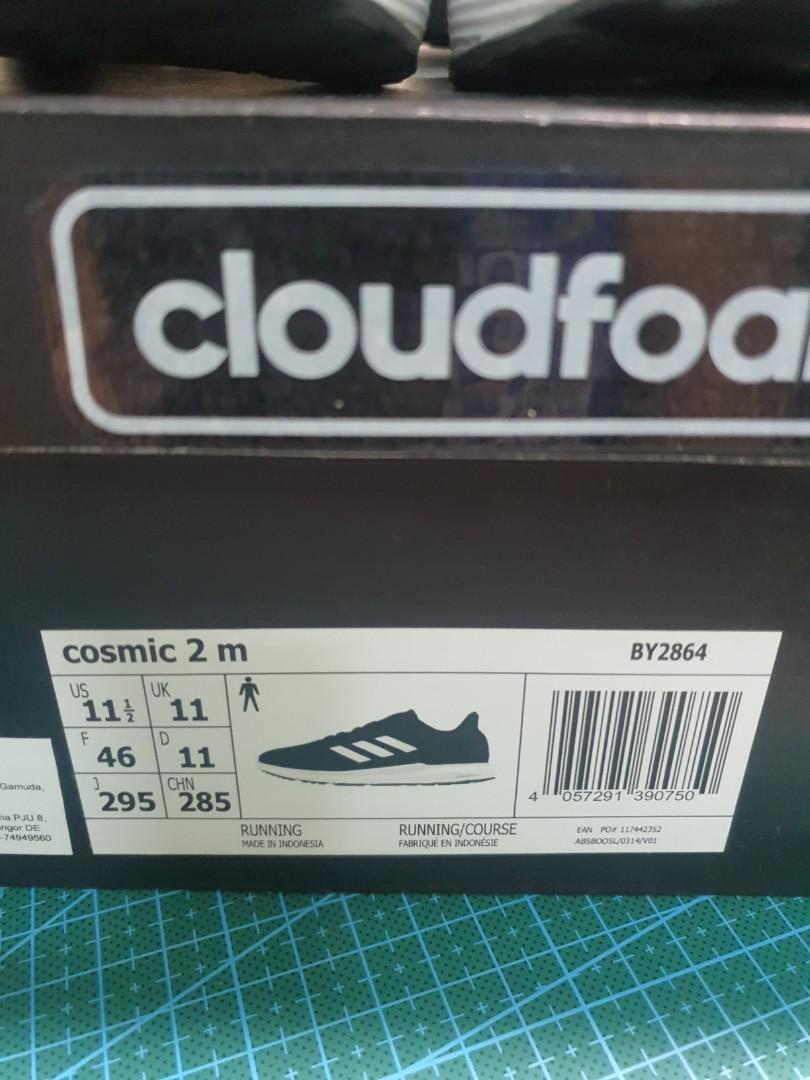 cloudfoa
cosmic 2 m BY2864
US 11½ UK 11
F 46 D 11
J 295 CHN 285
4 057291 390750
RUNNING RUNNING/COURSE
MADE IN INDONESIA FABRIQUÉ EN INDONÉSIE
EAN PO# 117442352
ABSBOOSL/0314/V01
Gamuda,
na PJU 8,
ngor DE
-74949560